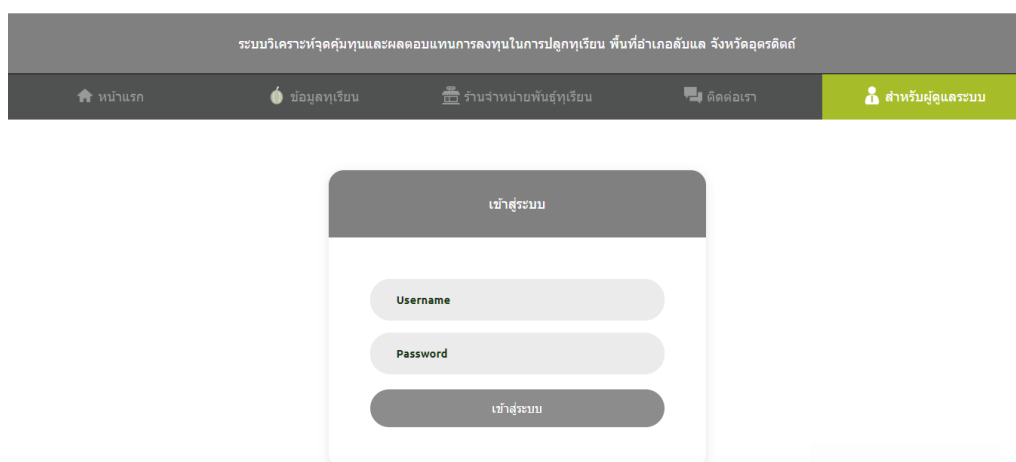 ระบบวิเคราะห์จุดคุ้มทุนและผลตอบแทนการลงทุนในการปลูกทุเรียน พื้นที่อำเภอลับแล จังหวัดอุตรดิตถ์
หน้าแรก ข้อมูลทุเรียน ร้านจำหน่ายพันธุ์ทุเรียน ติดต่อเรา สำหรับผู้ดูแลระบบ
เข้าสู่ระบบ
Username
Password
เข้าสู่ระบบ